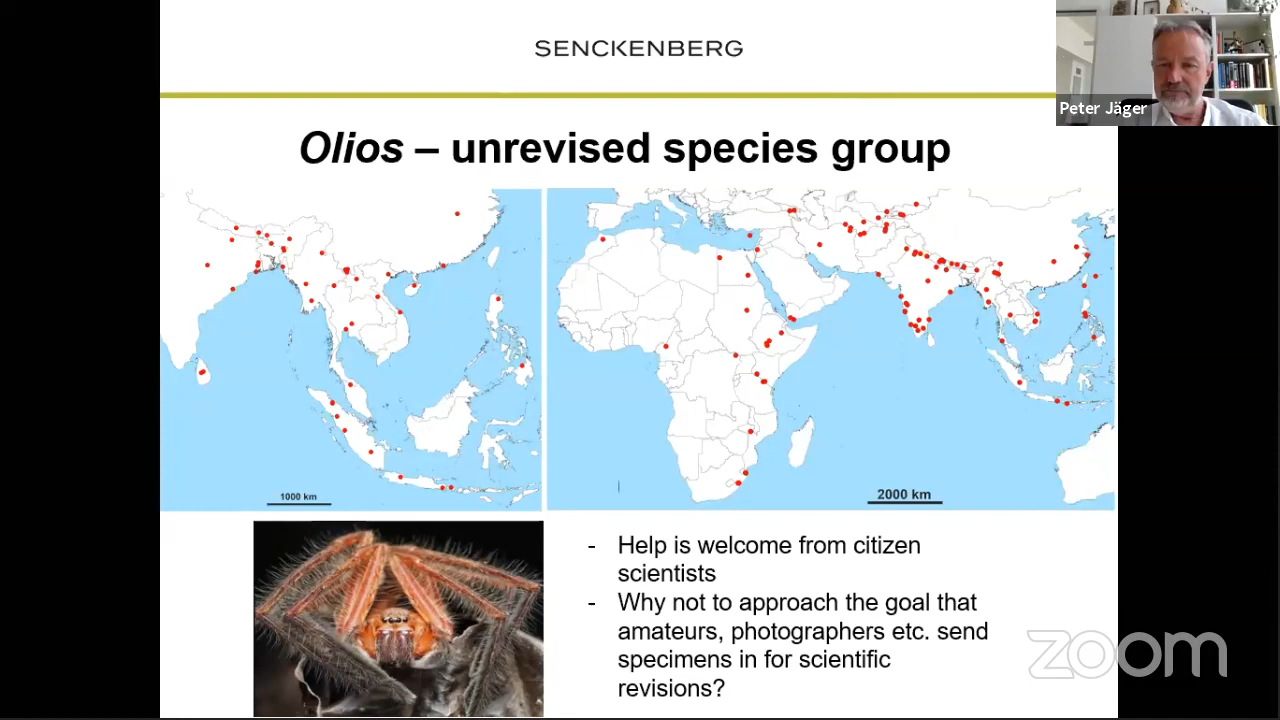 SENCKENBERG
Peter Jäger
Olios – unrevised species group
1000 km
2000 km
- Help is welcome from citizen
scientists
- Why not to approach the goal that
amateurs, photographers etc. send
specimens in for scientific
revisions?
zoom